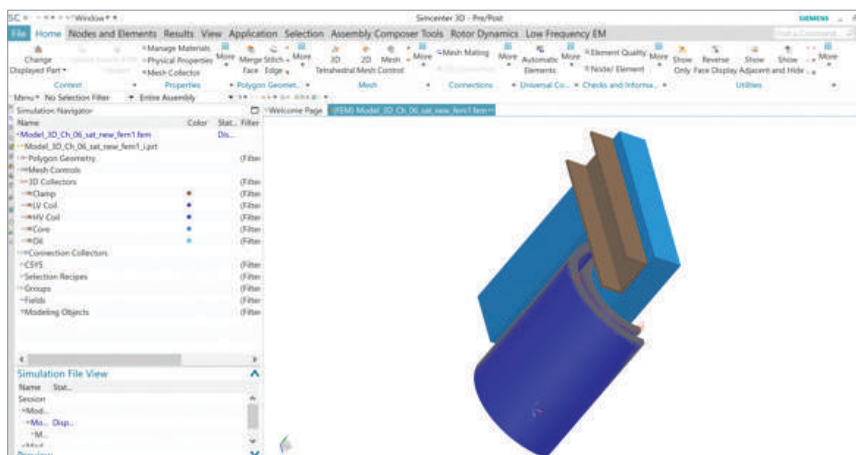 SC
Window
Simcenter 3D - Pre/Post
SIEMENS
File Home Nodes and Elements Results View Application Selection Assembly Composer Tools Rotor Dynamics Low Frequency EM
Change
Displayed Part
Manage Materials
Physical Properties
Mesh Collector
More
Merge
Face
Stitch
Edge
More
3D
Tetrahedral
2D
Mesh
Mesh
Control
More
Mesh Mating
More
Automatic
Elements
More
Element Quality
Node/ Element
More
Show
Only
Reverse
Face Display
Show
Adjacent
Show
and Hide
More
Context Properties Polygon Geomet... Mesh Connections Universal Co... Checks and Informa... Utilities
Menu No Selection Filter Entire Assembly
Simulation Navigator
Welcome Page (FEM) Model_3D_Ch_06_sat_new_fem1.fem
Name Color Stat... Filter
Model_3D_Ch_06_sat_new_fem1.fem Dis...
Model_3D_Ch_06_sat_new_fem1_i.prt
Polygon Geometry (Filter
Mesh Controls
3D Collectors (Filter
Clamp (Filter
LV Coil (Filter
HV Coil (Filter
Core (Filter
Oil (Filter
Connection Collectors
CSYS (Filter
Selection Recipes (Filter
Groups (Filter
Fields (Filter
Modeling Objects (Filter
Simulation File View
Name Stat...
Session
Mod...
Mo... Disp...
M...
Mod...
Preview